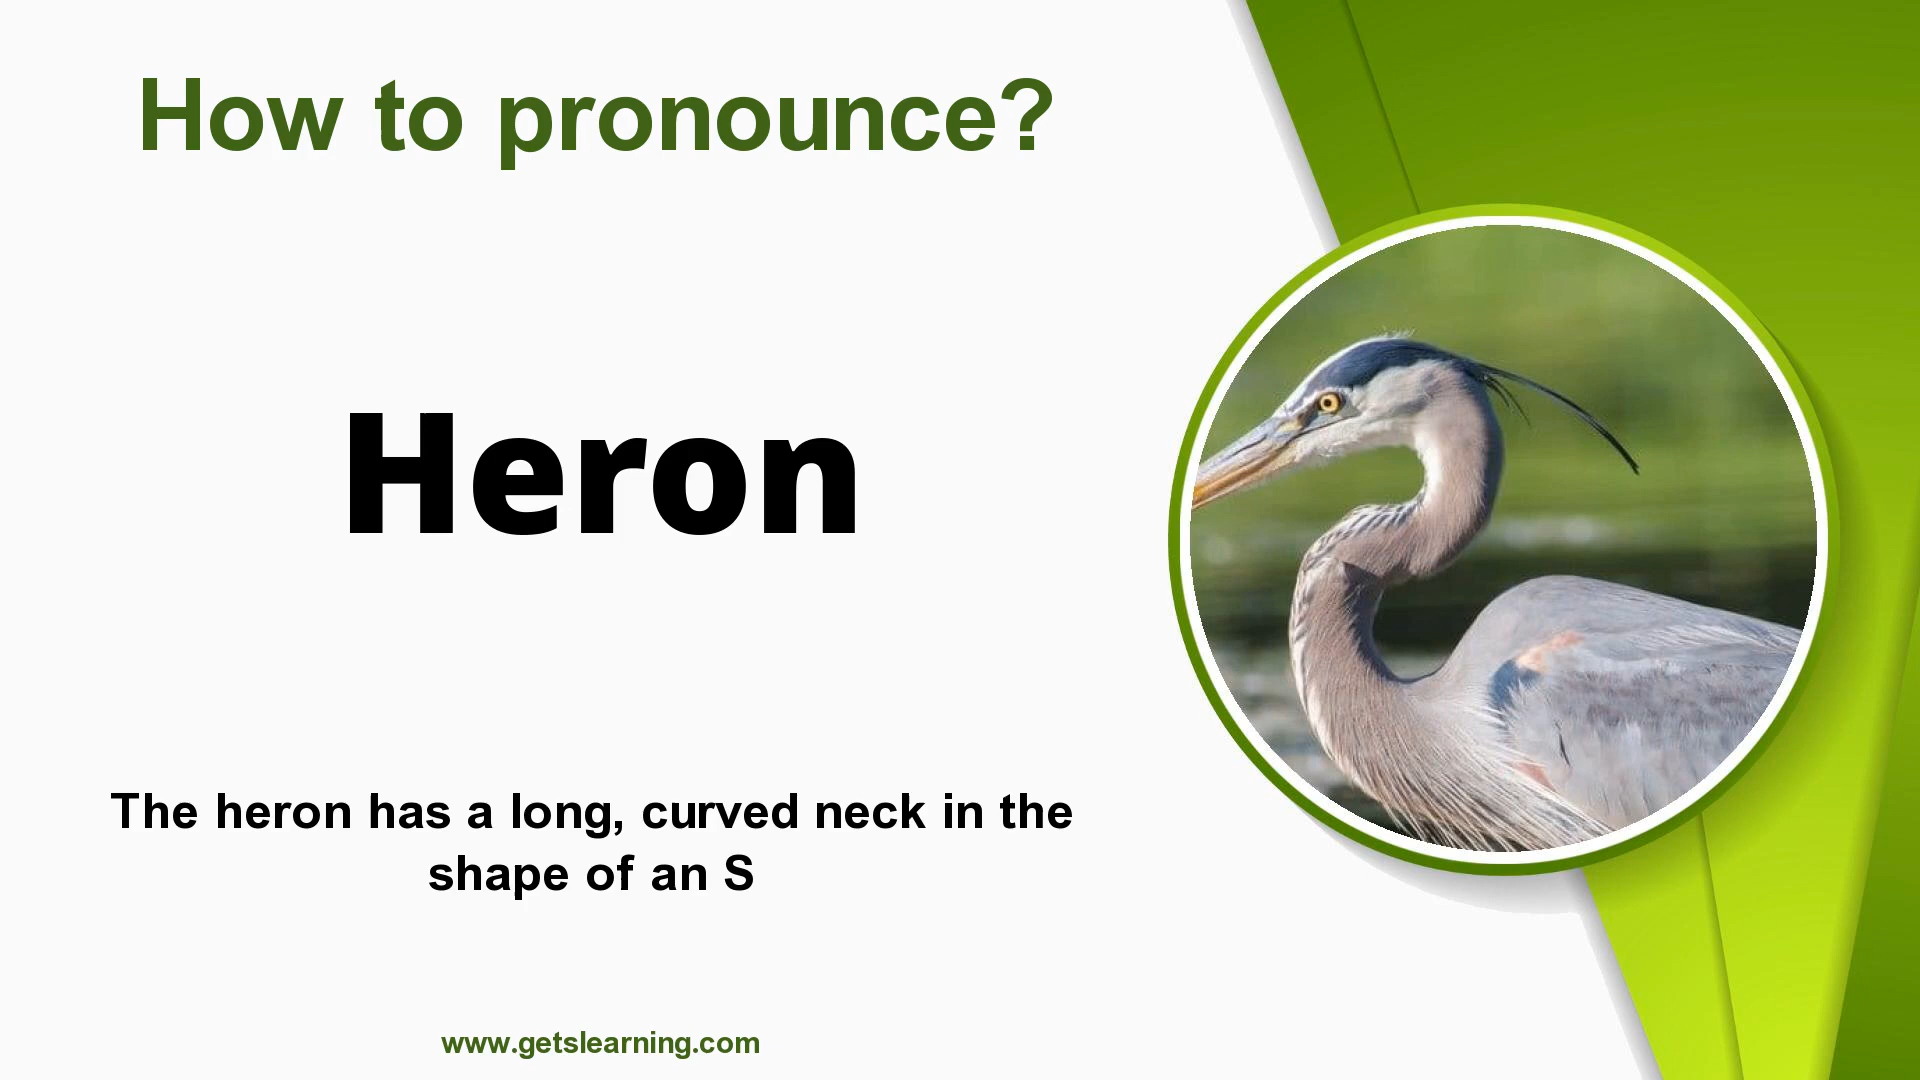 How to pronounce?
Heron
The heron has a long, curved neck in the
shape of an S
www.getslearning.com